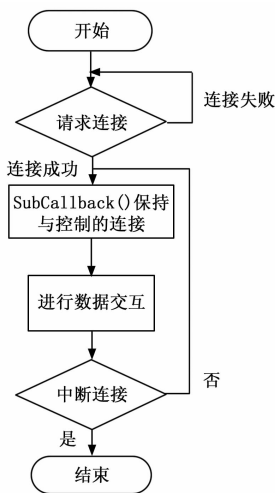 开始
连接失败
请求连接
连接成功
SubCallback()保持
与控制的连接
进行数据交互
中断连接
否
是
结束